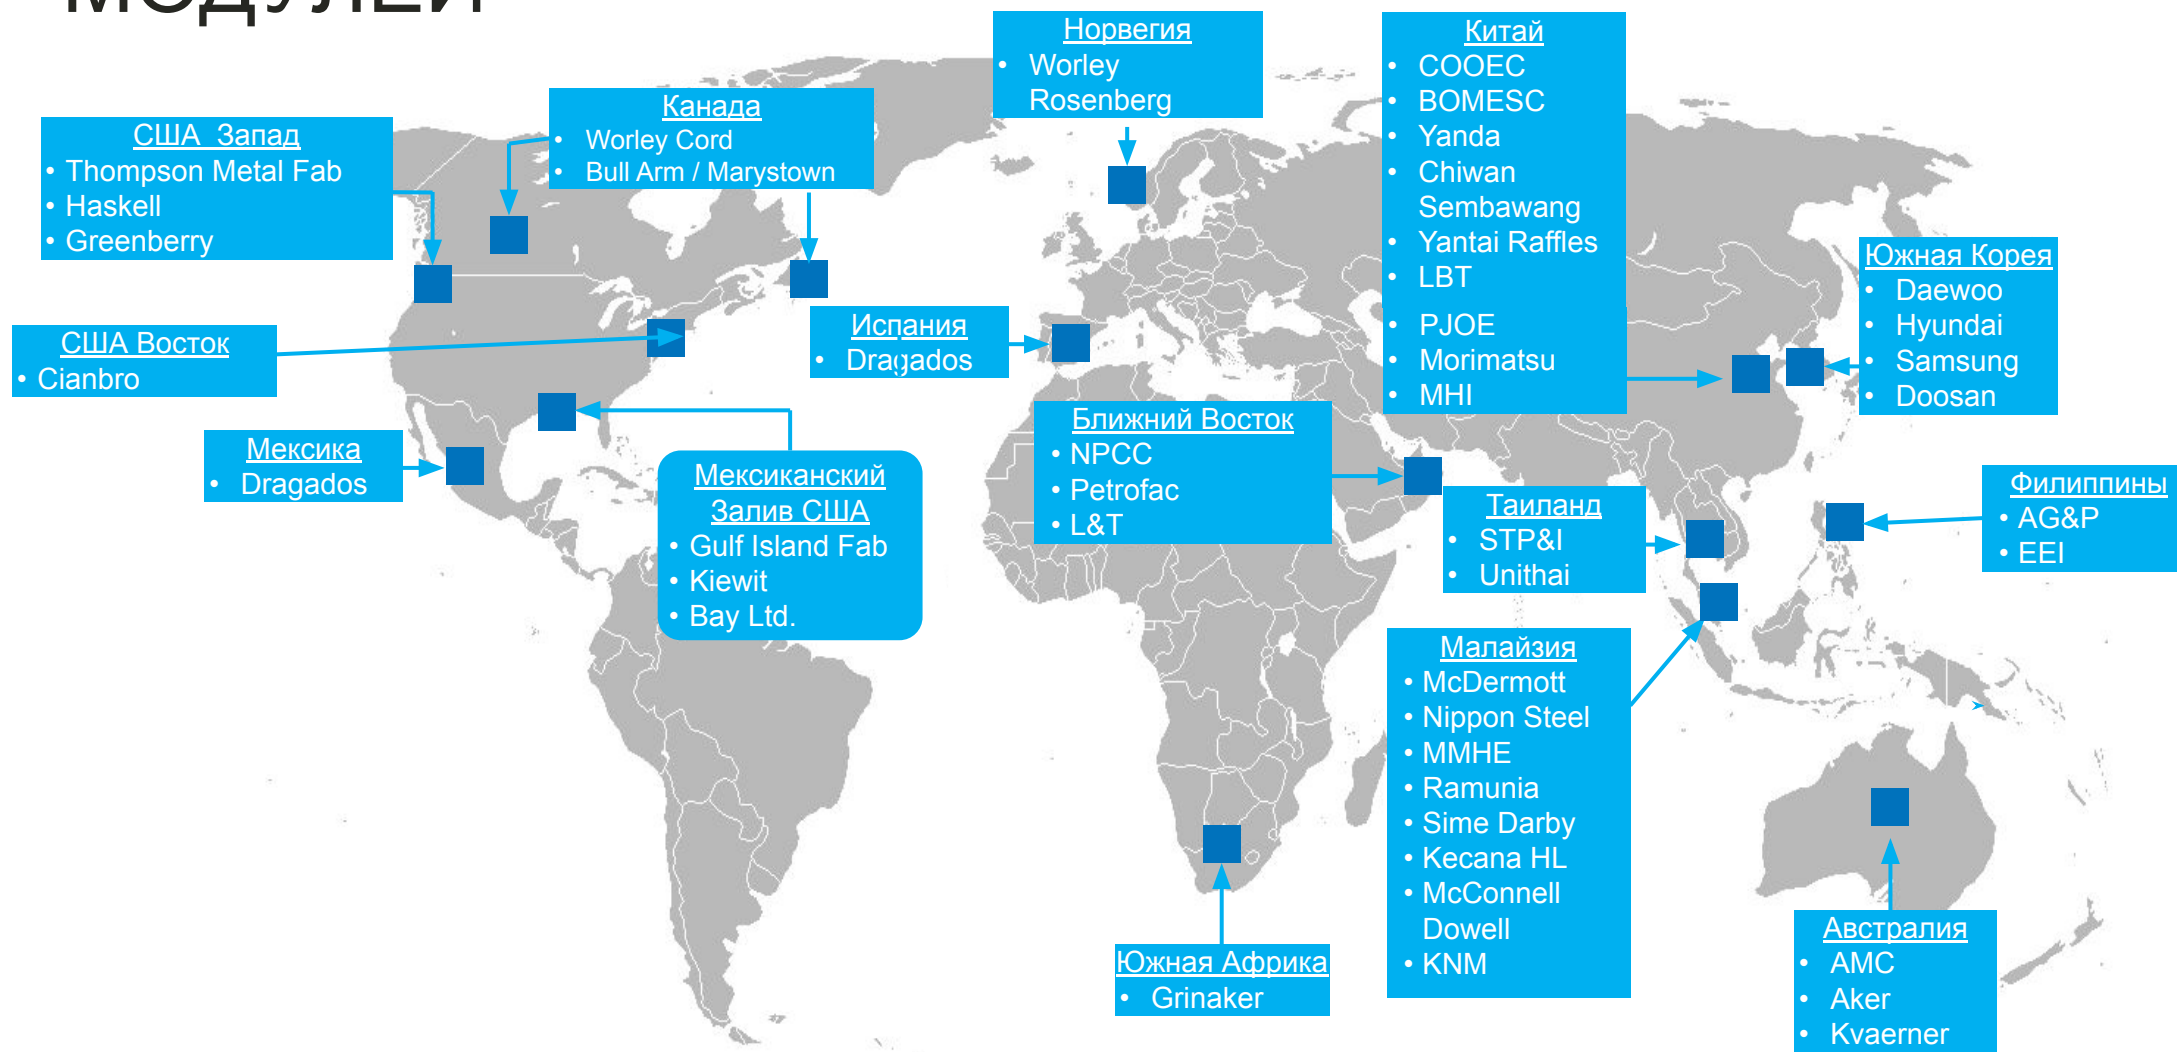 МОДУЛЕЙ
Норвегия
• Worley
Rosenberg
Китай
• COOEC
• BOMESC
• Yanda
• Chiwan
Sembawang
• Yantai Raffles
• LBT
• PJOE
• Morimatsu
• MHI
Канада
• Worley Cord
• Bull Arm / Marystown
США Запад
• Thompson Metal Fab
• Haskell
• Greenberry
Южная Корея
• Daewoo
• Hyundai
• Samsung
• Doosan
США Восток
• Cianbro
Испания
• Dragados
Мексика
• Dragados
Мексиканский
Залив США
• Gulf Island Fab
• Kiewit
• Bay Ltd.
Ближний Восток
• NPCC
• Petrofac
• L&T
Таиланд
• STP&I
• Unithai
Филиппины
• AG&P
• EEI
Малайзия
• McDermott
• Nippon Steel
• MMHE
• Ramunia
• Sime Darby
• Kecana HL
• McConnell
Dowell
• KNM
Южная Африка
• Grinaker
Австралия
• AMC
• Aker
• Kvaerner